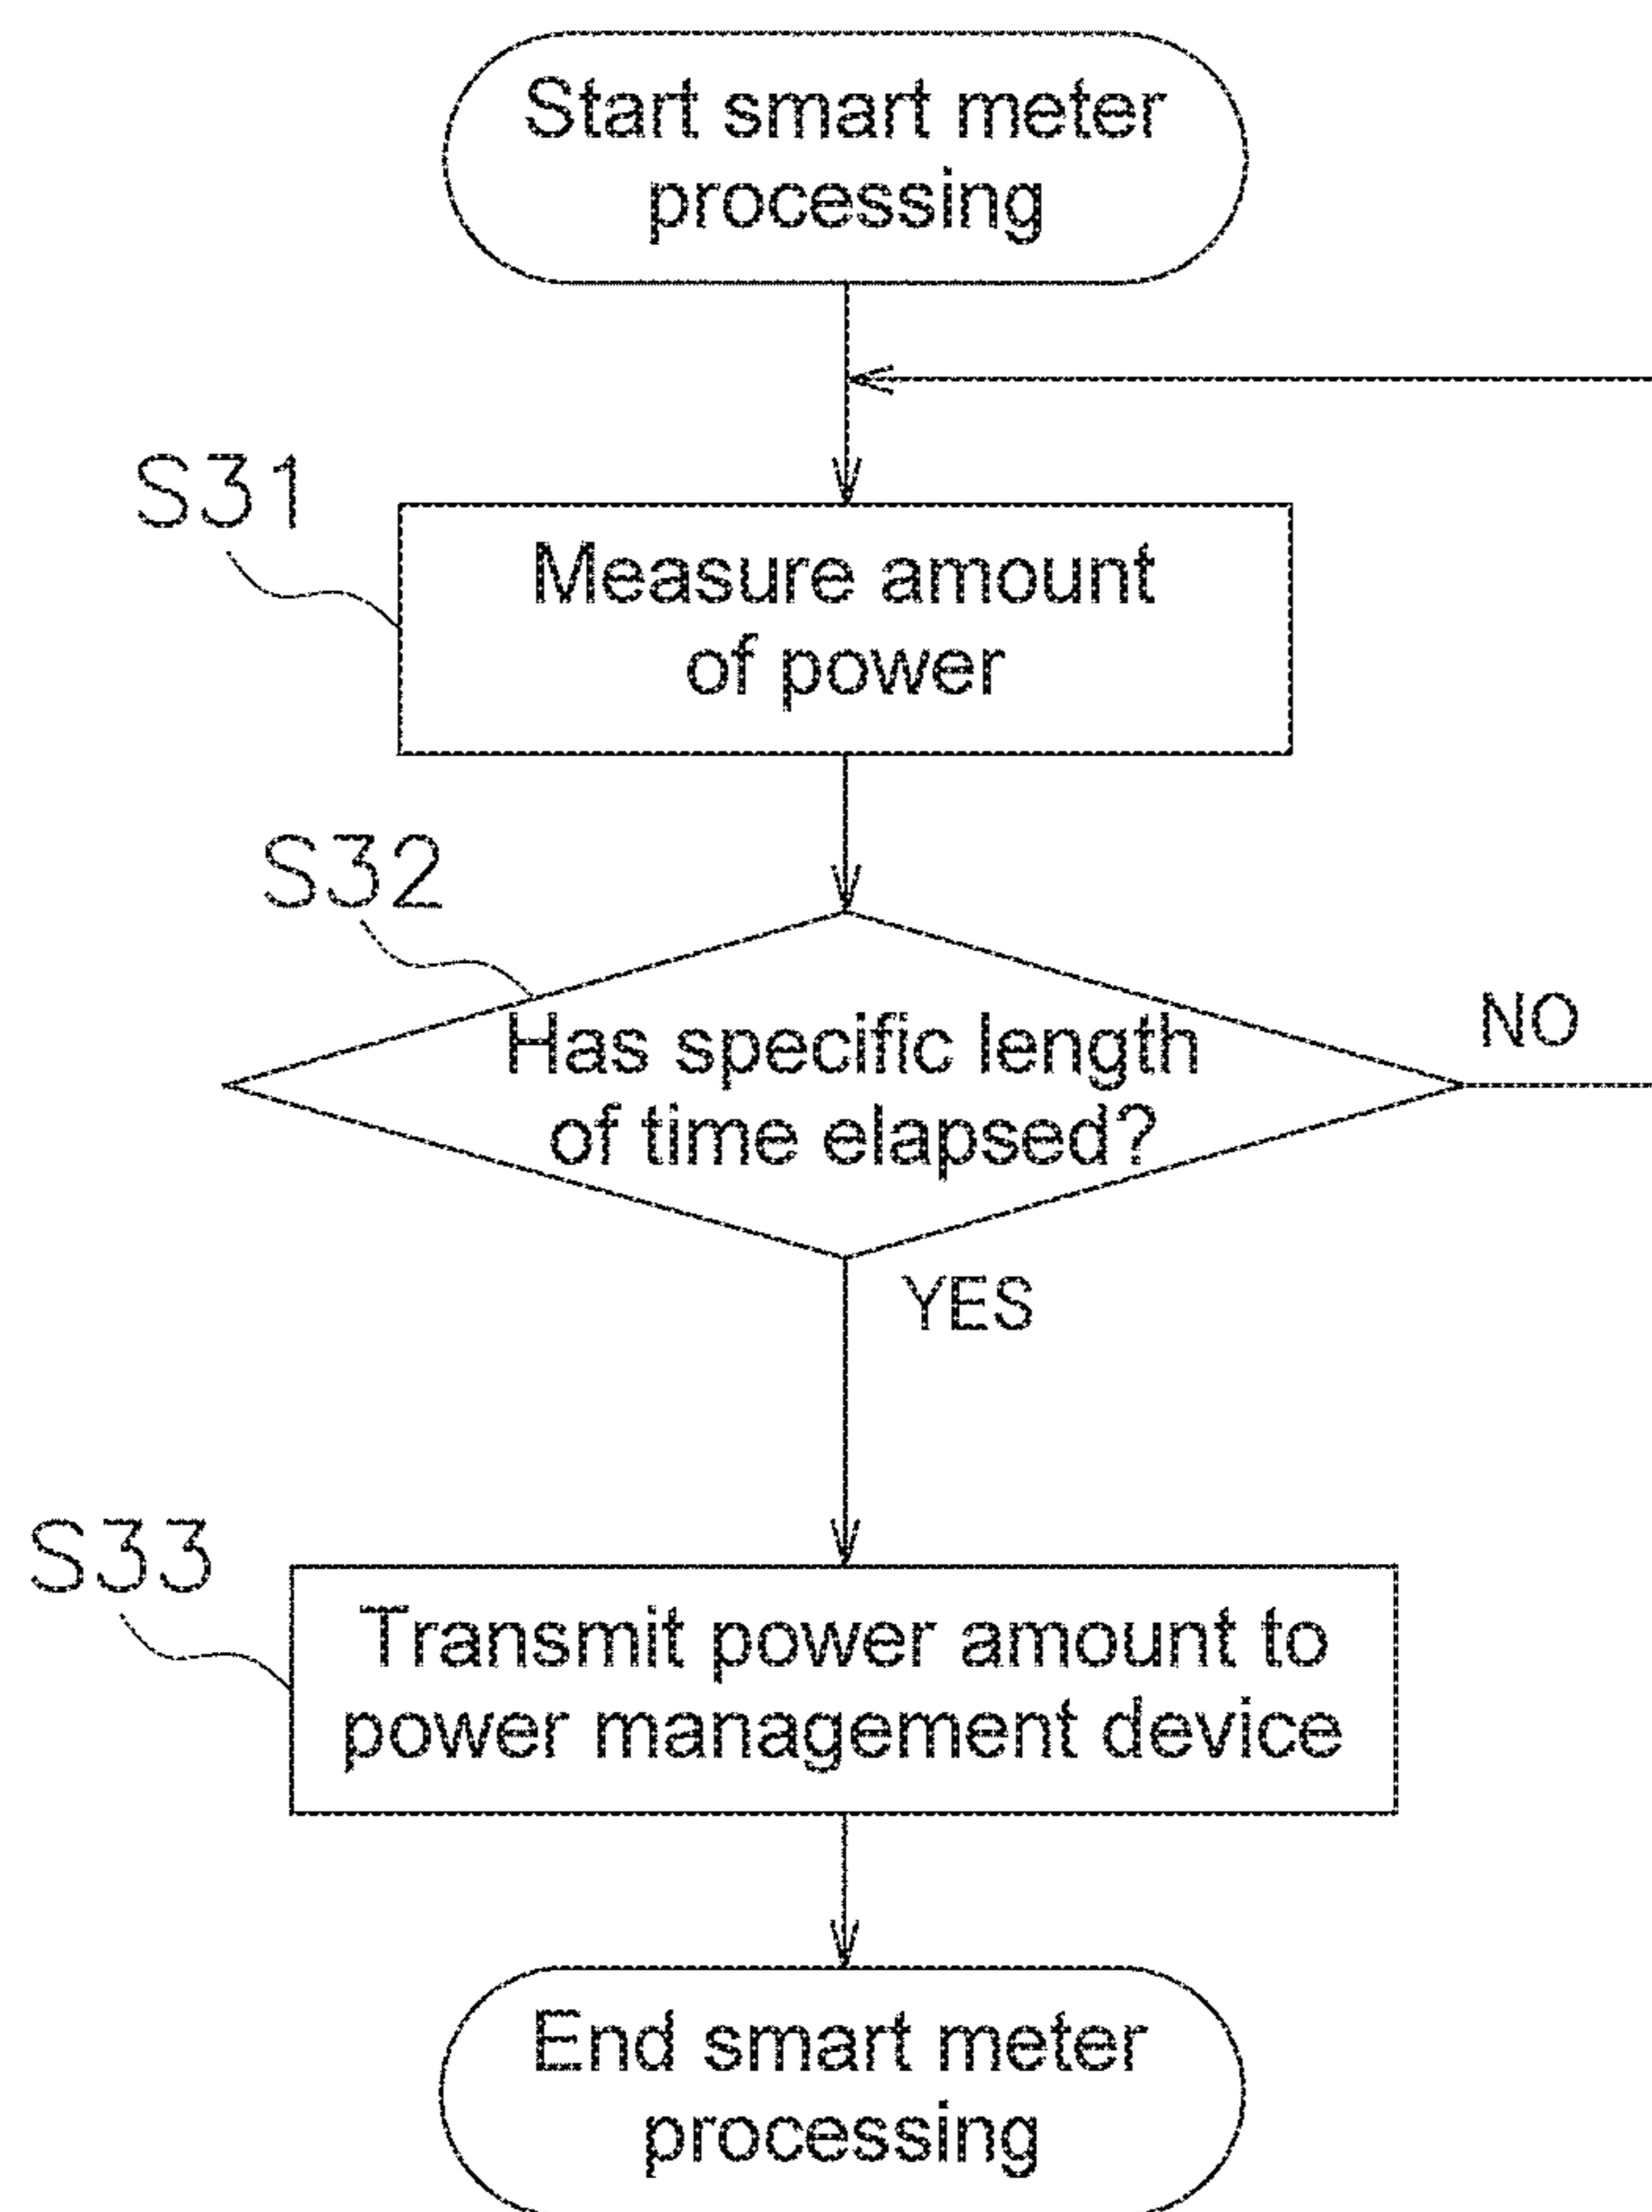 Start smart meter
processing
S31
Measure amount
of power
S32
Has specific length
of time elapsed?
NO
YES
S33
Transmit power amount to
power management device
End smart meter
processing